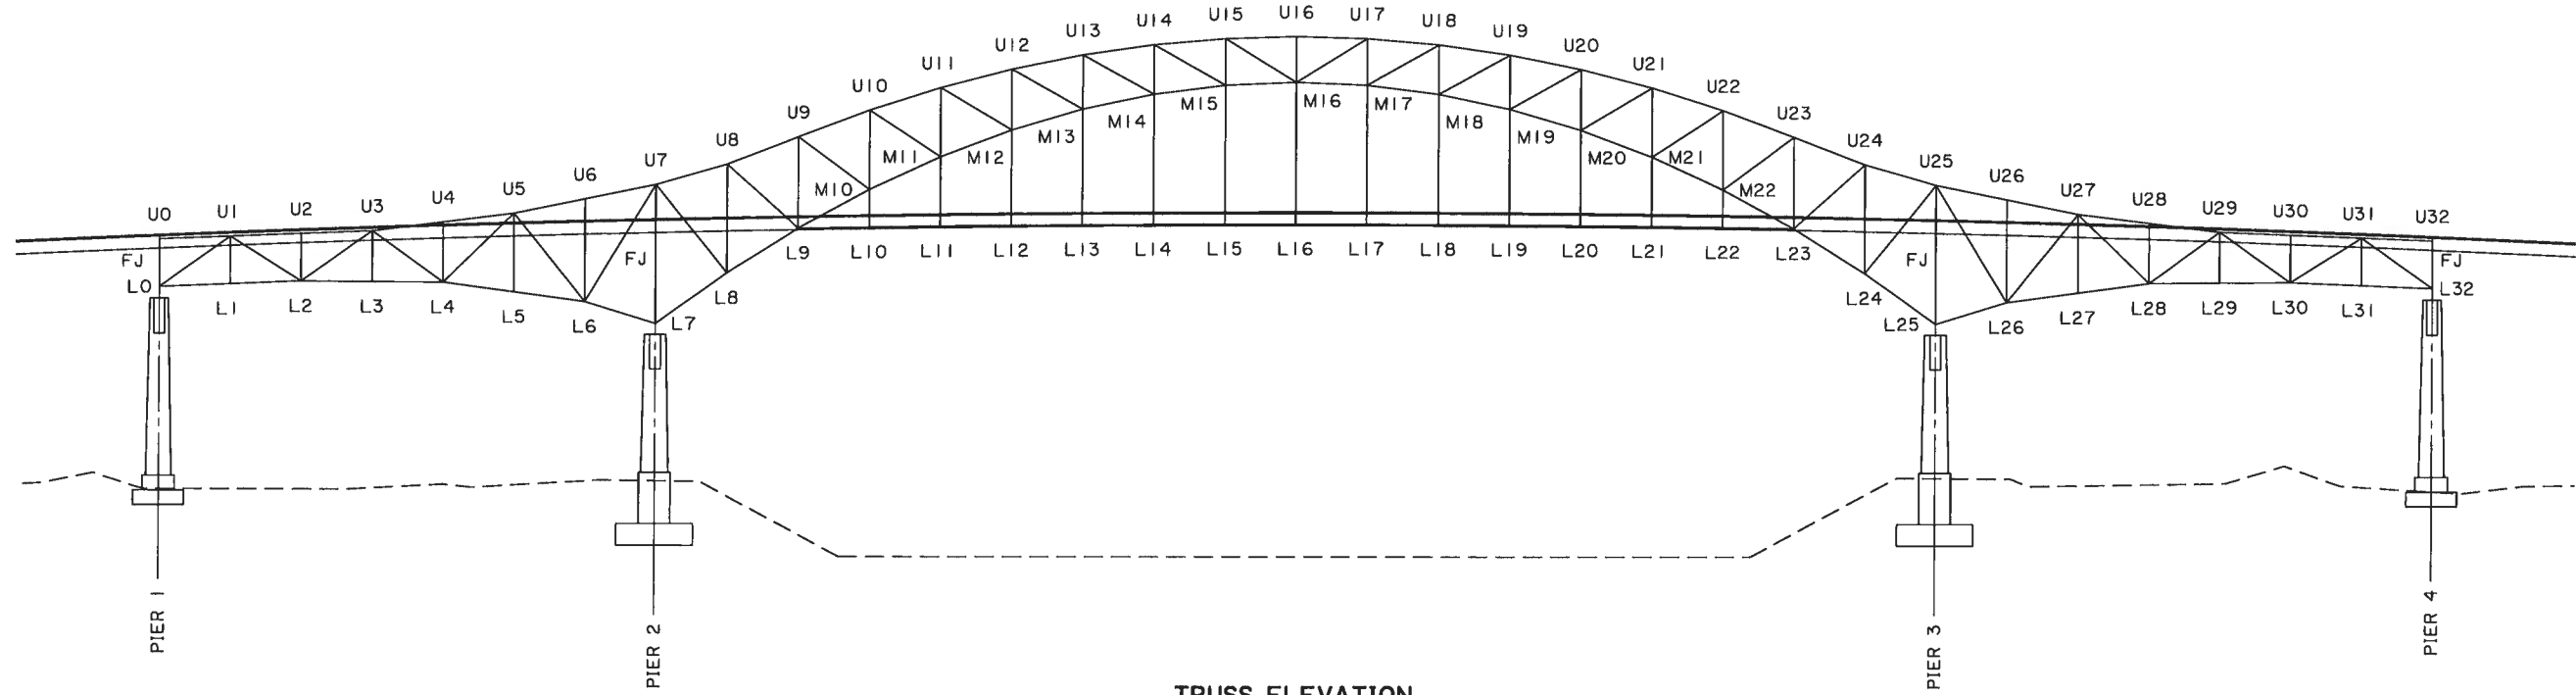 U0 U1 U2 U3 U4 U5 U6 U7 U8 U9 U10 U11 U12 U13 U14 U15 U16 U17 U18 U19 U20 U21 U22 U23 U24 U25 U26 U27 U28 U29 U30 U31 U32
M10 M11 M12 M13 M14 M15 M16 M17 M18 M19 M20 M21 M22
FJ FJ FJ FJ
L0 L1 L2 L3 L4 L5 L6 L7 L8 L9 L10 L11 L12 L13 L14 L15 L16 L17 L18 L19 L20 L21 L22 L23 L24 L25 L26 L27 L28 L29 L30 L31 L32
PIER 1
PIER 2
PIER 3
PIER 4
TRUSS ELEVATION